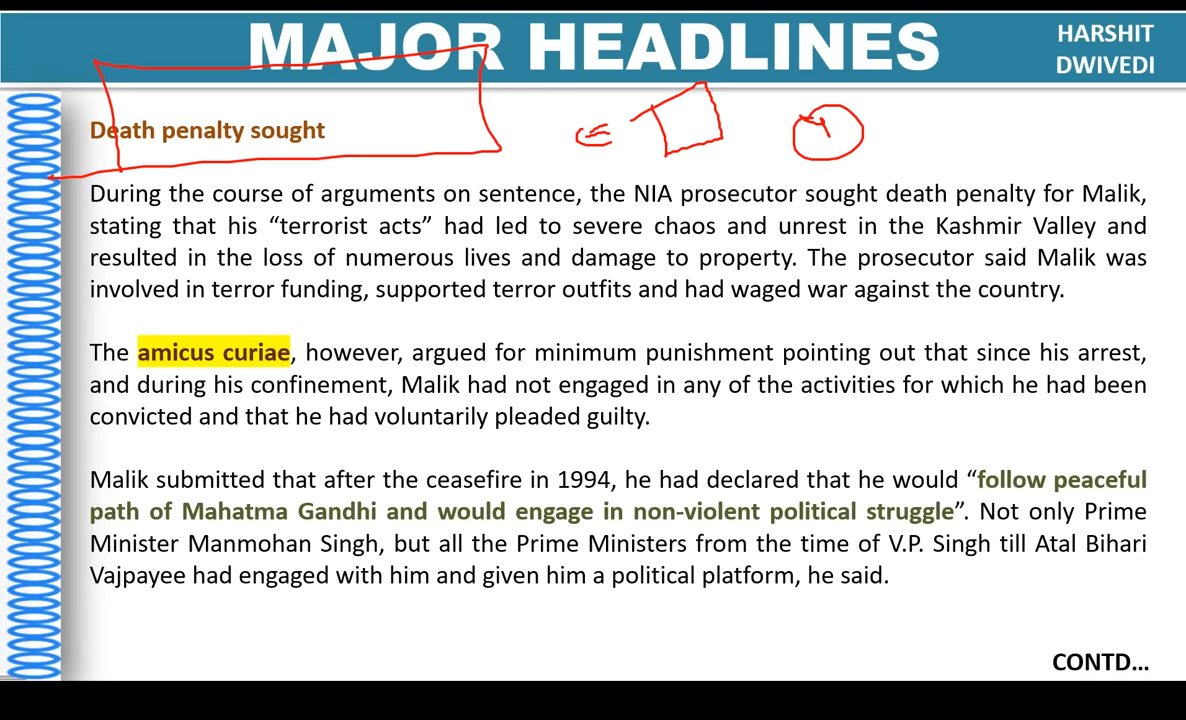 MAJOR HEADLINES
HARSHIT
DWIVEDI
Death penalty sought
During the course of arguments on sentence, the NIA prosecutor sought death penalty for Malik,
stating that his “terrorist acts” had led to severe chaos and unrest in the Kashmir Valley and
resulted in the loss of numerous lives and damage to property. The prosecutor said Malik was
involved in terror funding, supported terror outfits and had waged war against the country.
The amicus curiae, however, argued for minimum punishment pointing out that since his arrest,
and during his confinement, Malik had not engaged in any of the activities for which he had been
convicted and that he had voluntarily pleaded guilty.
Malik submitted that after the ceasefire in 1994, he had declared that he would “follow peaceful
path of Mahatma Gandhi and would engage in non-violent political struggle”. Not only Prime
Minister Manmohan Singh, but all the Prime Ministers from the time of V.P. Singh till Atal Bihari
Vajpayee had engaged with him and given him a political platform, he said.
CONTD...